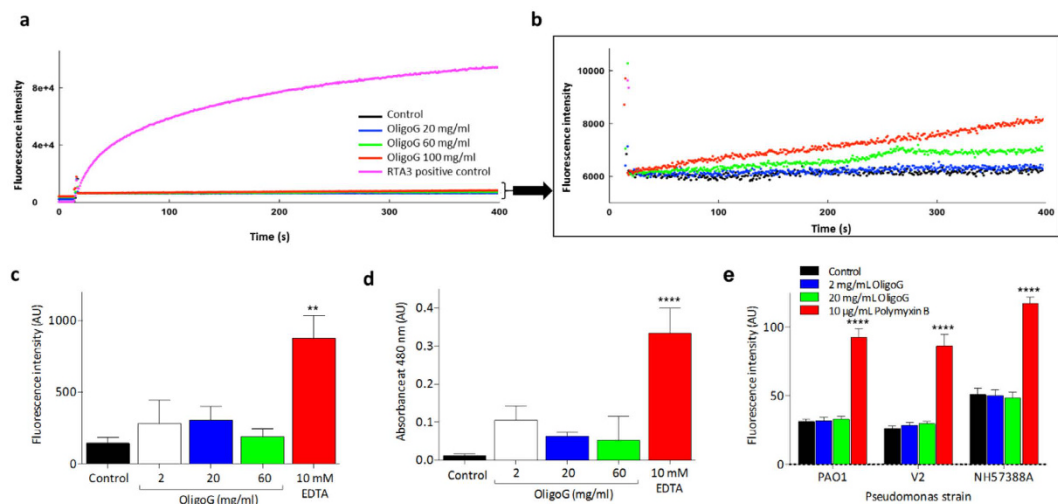 a
Fluorescence intensity
8e+4
4e+4
0
0 100 200 300 400
Time (s)
Control
OligoG 20 mg/ml
OligoG 60 mg/ml
OligoG 100 mg/ml
RTA3 positive control
b
Fluorescence intensity
10000
8000
6000
0 100 200 300 400
Time (s)
c
Fluorescence intensity (AU)
1000
500
0
**
Control 2 20 60 10 mM
EDTA
OligoG (mg/ml)
d
Absorbance at 480 nm (AU)
0.4
0.3
0.2
0.1
0.0
****
Control 2 20 60 10 mM
EDTA
OligoG (mg/ml)
e
Control
2 mg/mL OligoG
20 mg/mL OligoG
10 µg/mL Polymyxin B
Fluorescence intensity (AU)
100
50
0
****
****
****
PAO1 V2 NH57388A
Pseudomonas strain